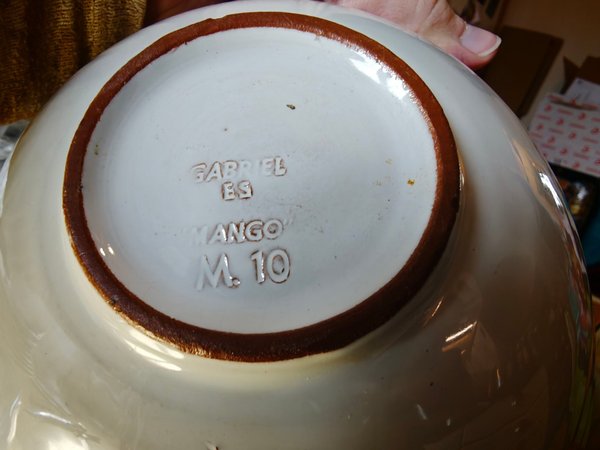 GABRIEL
ES
"MANGO"
M. 10